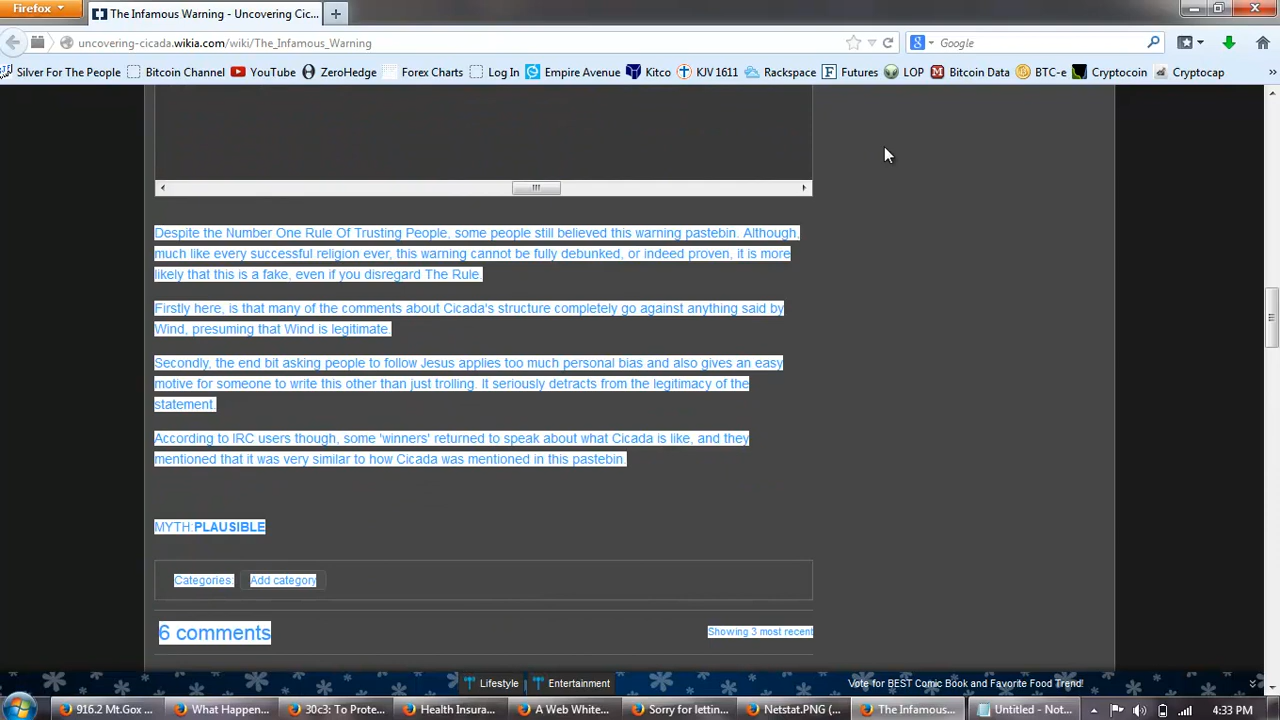 Firefox
The Infamous Warning - Uncovering Cic...
uncovering-cicada.wikia.com/wiki/The_Infamous_Warning
Google
Silver For The People
Bitcoin Channel
YouTube
ZeroHedge
Forex Charts
Log In
Empire Avenue
Kitco
KJV 1611
Rackspace
Futures
LOP
Bitcoin Data
BTC-e
Cryptocoin
Cryptocap
Despite the Number One Rule Of Trusting People, some people still believed this warning pastebin. Although,
much like every successful religion ever, this warning cannot be fully debunked, or indeed proven, it is more
likely that this is a fake, even if you disregard The Rule.
Firstly here, is that many of the comments about Cicada's structure completely go against anything said by
Wind, presuming that Wind is legitimate.
Secondly, the end bit asking people to follow Jesus applies too much personal bias and also gives an easy
motive for someone to write this other than just trolling. It seriously detracts from the legitimacy of the
statement.
According to IRC users though, some 'winners' returned to speak about what Cicada is like, and they
mentioned that it was very similar to how Cicada was mentioned in this pastebin.
MYTH:PLAUSIBLE
Categories:
Add category
6 comments
Showing 3 most recent
Lifestyle
Entertainment
Vote for BEST Comic Book and Favorite Food Trend!
916.2 Mt.Gox ...
What Happen...
30c3: To Prote...
Health Insura...
A Web White...
Sorry for lettin...
Netstat.PNG (...
The Infamous...
Untitled - Not...
4:33 PM